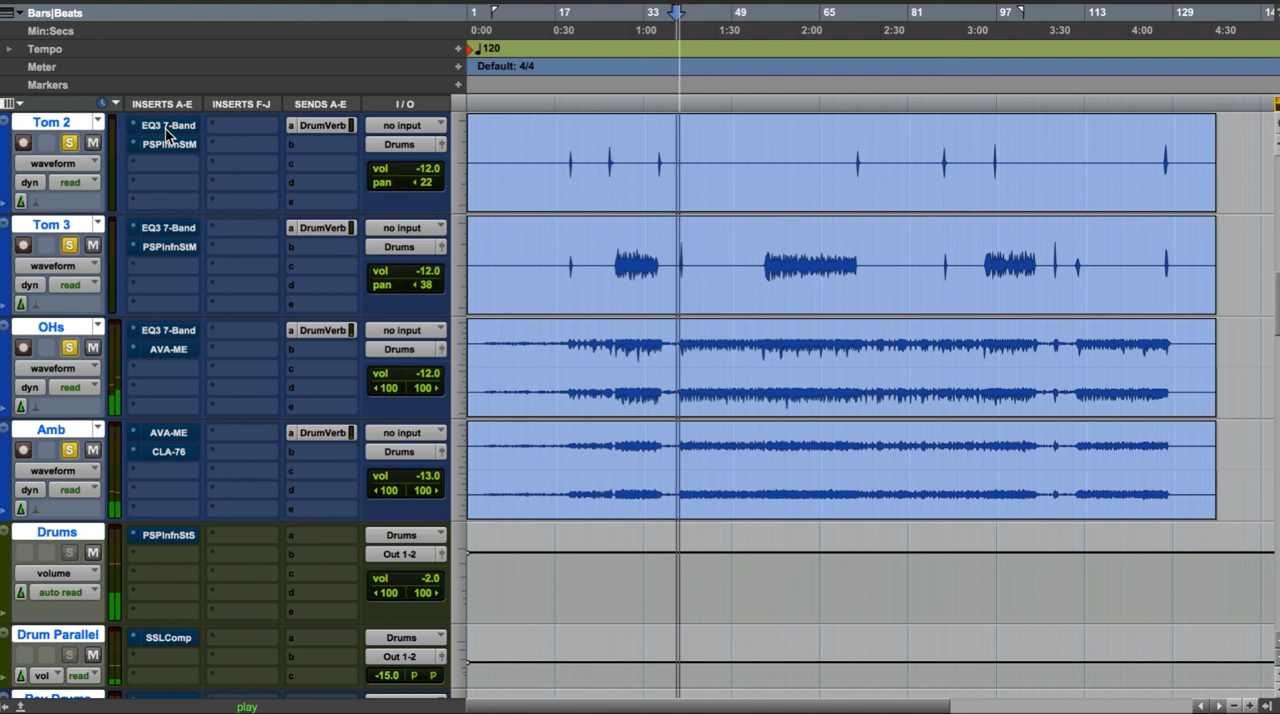 Bars|Beats 1 17 33 49 65 81 97 113 129
Min:Secs 0:00 0:30 1:00 2:00 2:30 3:00 3:30 4:00 4:30
Tempo + 120
Meter + Default: 4/4
Markers +
INSERTS A-E INSERTS F-J SENDS A-E I / O
Tom 2 EQ3 7-Band a DrumVerb no input
S M PSPInfnStM b Drums
waveform c vol -12.0
dyn read d pan 22
e
Tom 3 EQ3 7-Band a DrumVerb no input
S M PSPInfnStM b Drums
waveform c vol -12.0
dyn read d pan 38
e
OHs EQ3 7-Band a DrumVerb no input
S M AVA-ME b Drums
waveform c vol -12.0
dyn read d 100 100
e
Amb AVA-ME a DrumVerb no input
S M CLA-76 b Drums
waveform c vol -13.0
dyn read d 100 100
e
Drums PSPInfnStS a Drums
S M b Out 1-2
volume c vol -2.0
auto read d 100 100
e
Drum Parallel SSLComp a Drums
S M b Out 1-2
vol read c -15.0 P P
play